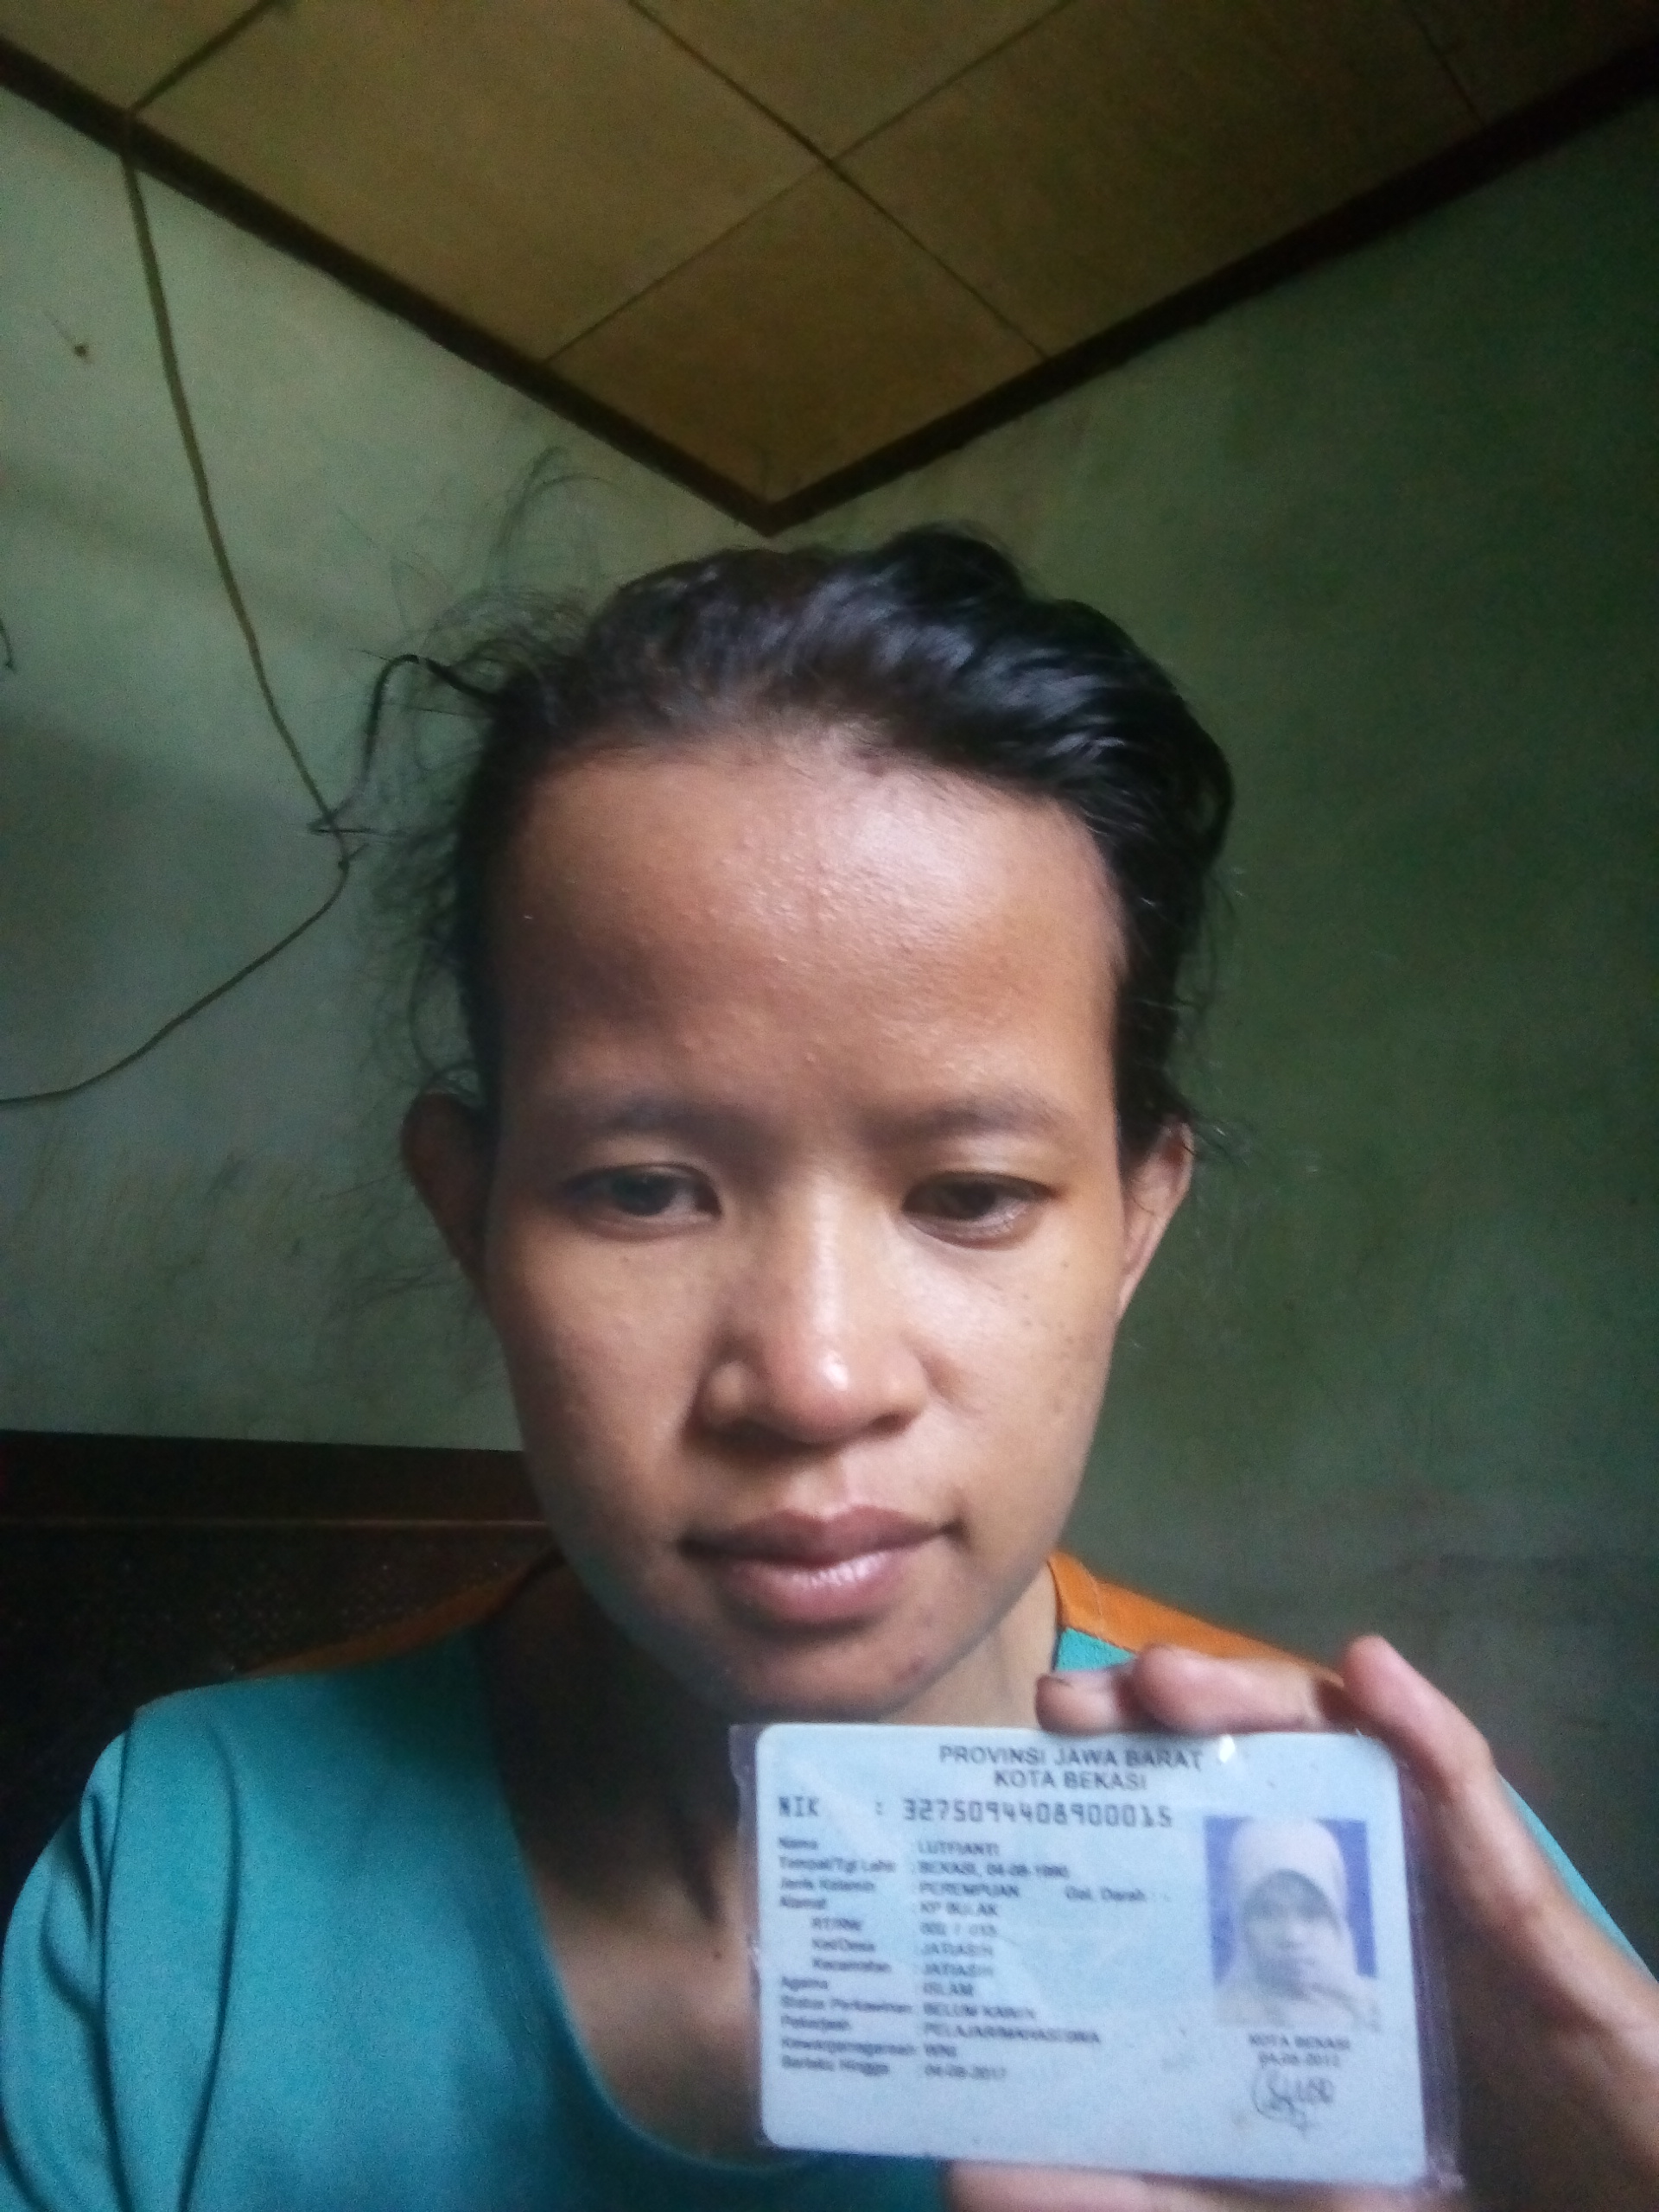 PROVINSI JAWA BARAT
KOTA BEKASI
NIK : 3275094408900015
Nama : LUTFIANTI
Tempat/Tgl Lahir : BEKASI, 04-08-1990
Jenis Kelamin : PEREMPUAN Gol. Darah : -
Alamat : KP BULAK
RT/RW
Kel/Desa : JATIASIH
Kecamatan : JATIASIH
Agama : ISLAM
Status Perkawinan : BELUM KAWIN
Pekerjaan : PELAJAR/MAHASISWA
Kewarganegaraan : WNI
Berlaku Hingga : 04-08-2017
KOTA BEKASI